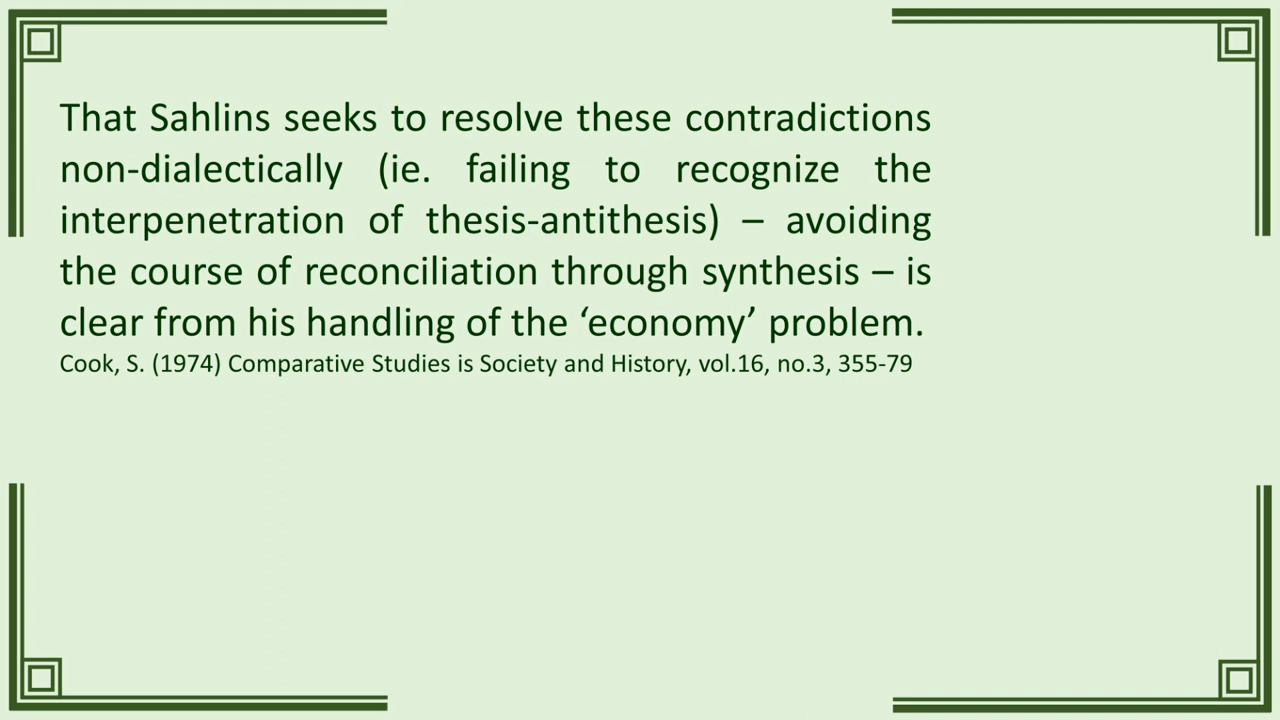 That Sahlins seeks to resolve these contradictions
non-dialectically (ie. failing to recognize the
interpenetration of thesis-antithesis) – avoiding
the course of reconciliation through synthesis – is
clear from his handling of the ‘economy’ problem.
Cook, S. (1974) Comparative Studies is Society and History, vol.16, no.3, 355-79